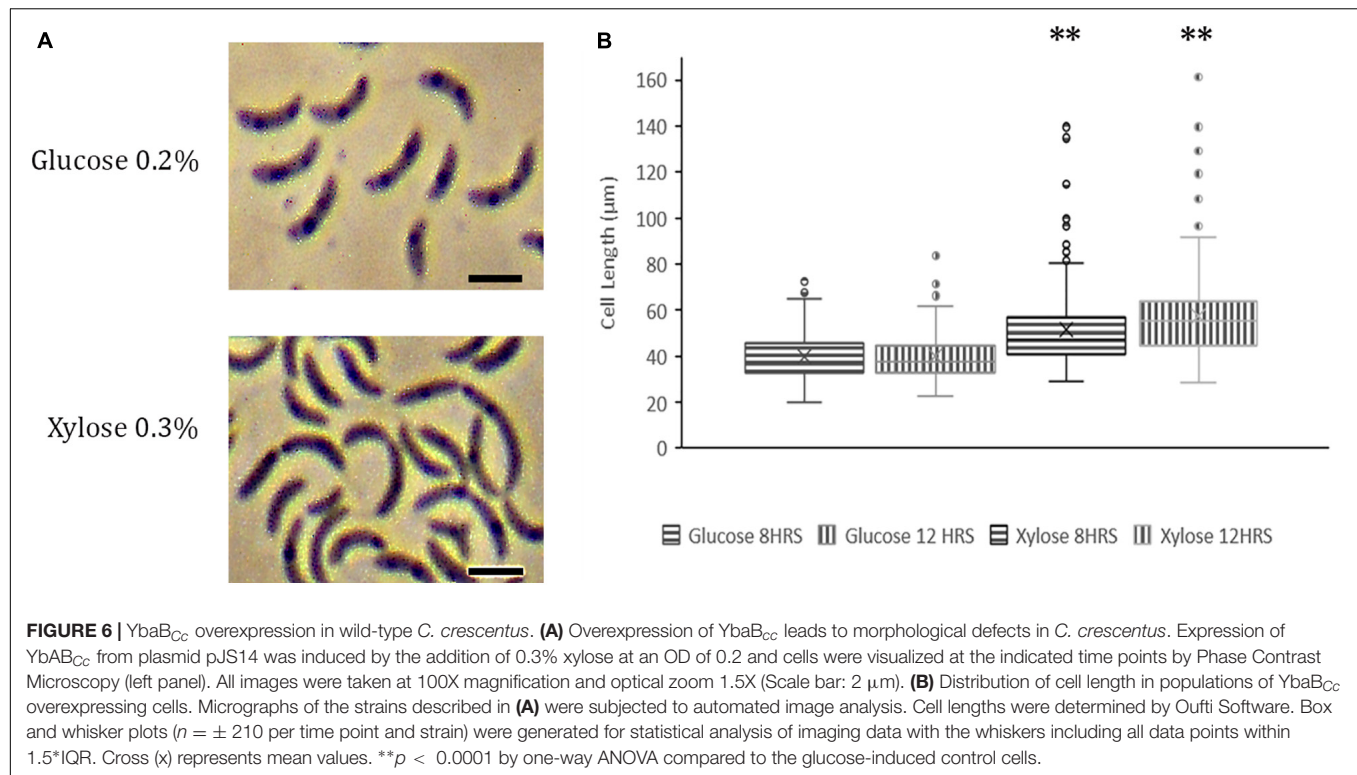 A
Glucose 0.2%
Xylose 0.3%
B
** **
160
140
120
100
80
60
40
20
0
Cell Length (µm)
Glucose 8HRS Glucose 12 HRS Xylose 8HRS Xylose 12HRS
FIGURE 6 | YbaBCc overexpression in wild-type C. crescentus. (A) Overexpression of YbaBcc leads to morphological defects in C. crescentus. Expression of
YbABCc from plasmid pJS14 was induced by the addition of 0.3% xylose at an OD of 0.2 and cells were visualized at the indicated time points by Phase Contrast
Microscopy (left panel). All images were taken at 100X magnification and optical zoom 1.5X (Scale bar: 2 µm). (B) Distribution of cell length in populations of YbaBCc
overexpressing cells. Micrographs of the strains described in (A) were subjected to automated image analysis. Cell lengths were determined by Oufti Software. Box
and whisker plots (n = ± 210 per time point and strain) were generated for statistical analysis of imaging data with the whiskers including all data points within
1.5*IQR. Cross (x) represents mean values. **p < 0.0001 by one-way ANOVA compared to the glucose-induced control cells.